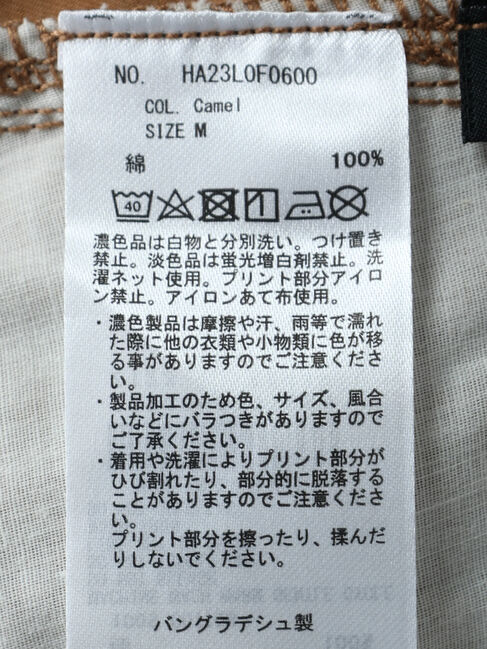 NO. HA23LOF0600
COL. Camel
SIZE M
綿 100%
40
濃色品は白物と分別洗い。つけ置き
禁止。淡色品は蛍光増白剤禁止。洗
濯ネット使用。プリント部分アイロ
ン禁止。アイロンあて布使用。
・濃色製品は摩擦や汗、雨等で濡れ
た際に他の衣類や小物類に色が移
る事がありますのでご注意くださ
い。
・製品加工のため色、サイズ、風合
いなどにバラつきがありますので
ご了承ください。
・着用や洗濯によりプリント部分が
ひび割れたり、部分的に脱落する
ことがありますのでご注意くださ
い。
プリント部分を擦ったり、揉んだ
りしないでください。
バングラデシュ製